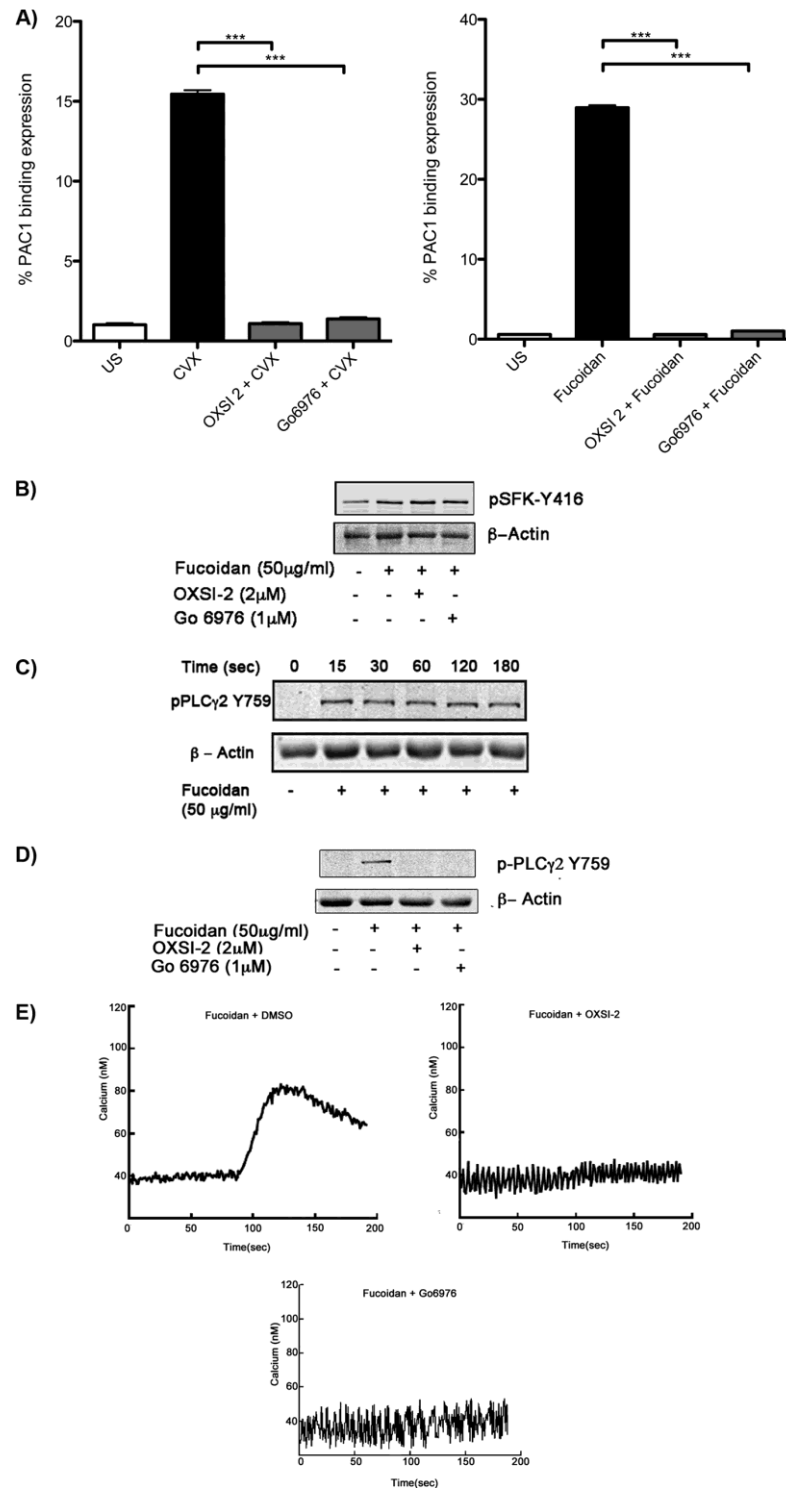 A)
20
15
10
5
0
% PAC1 binding expression
***
***
US
CVX
OXSI 2 + CVX
Go6976 + CVX
40
30
20
10
0
% PAC1 binding expression
***
***
US
Fucoidan
OXSI 2 + Fucoidan
Go6976 + Fucoidan
B)
pSFK-Y416
β–Actin
Fucoidan (50μg/ml) - + + +
OXSI-2 (2μM) - - + -
Go 6976 (1μM) - - - +
C)
Time (sec) 0 15 30 60 120 180
pPLCγ2 Y759
β – Actin
Fucoidan - + + + + +
(50 μg/ml)
D)
p-PLCγ2 Y759
β– Actin
Fucoidan (50μg/ml) - + + +
OXSI-2 (2μM) - - + -
Go 6976 (1μM) - - - +
E)
Fucoidan + DMSO
120
100
80
60
40
Calcium (nM)
0 50 100 150 200
Time(sec)
Fucoidan + OXSI-2
120
100
80
60
40
Calcium (nM)
0 50 100 150 200
Time(sec)
Fucoidan + Go6976
120
100
80
60
40
Calcium (nM)
0 50 100 150 200
Time(sec)